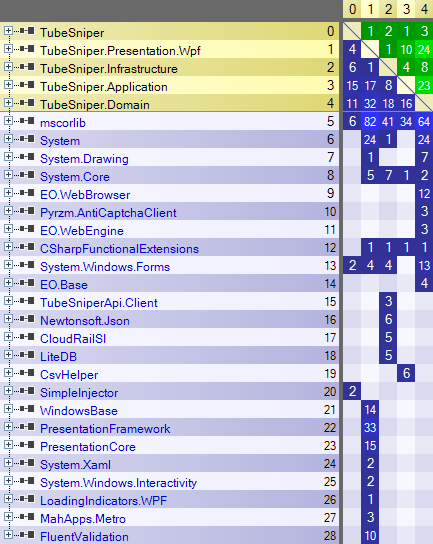 0 1 2 3 4
TubeSniper 0 1 2 1 3
TubeSniper.Presentation.Wpf 1 4 1 10 24
TubeSniper.Infrastructure 2 6 1 4 8
TubeSniper.Application 3 15 17 8 23
TubeSniper.Domain 4 11 32 18 16
mscorlib 5 6 82 41 34 64
System 6 24 1 24
System.Drawing 7 1 7
System.Core 8 5 7 1 2
EO.WebBrowser 9 12
Pyrzm.AntiCaptchaClient 10 3
EO.WebEngine 11 3
CSharpFunctionalExtensions 12 1 1 1 1
System.Windows.Forms 13 2 4 4 13
EO.Base 14 4
TubeSniperApi.Client 15 3
Newtonsoft.Json 16 6
CloudRailSI 17 5
LiteDB 18 5
CsvHelper 19 6
SimpleInjector 20 2
WindowsBase 21 14
PresentationFramework 22 33
PresentationCore 23 15
System.Xaml 24 2
System.Windows.Interactivity 25 2
LoadingIndicators.WPF 26 1
MahApps.Metro 27 3
FluentValidation 28 10